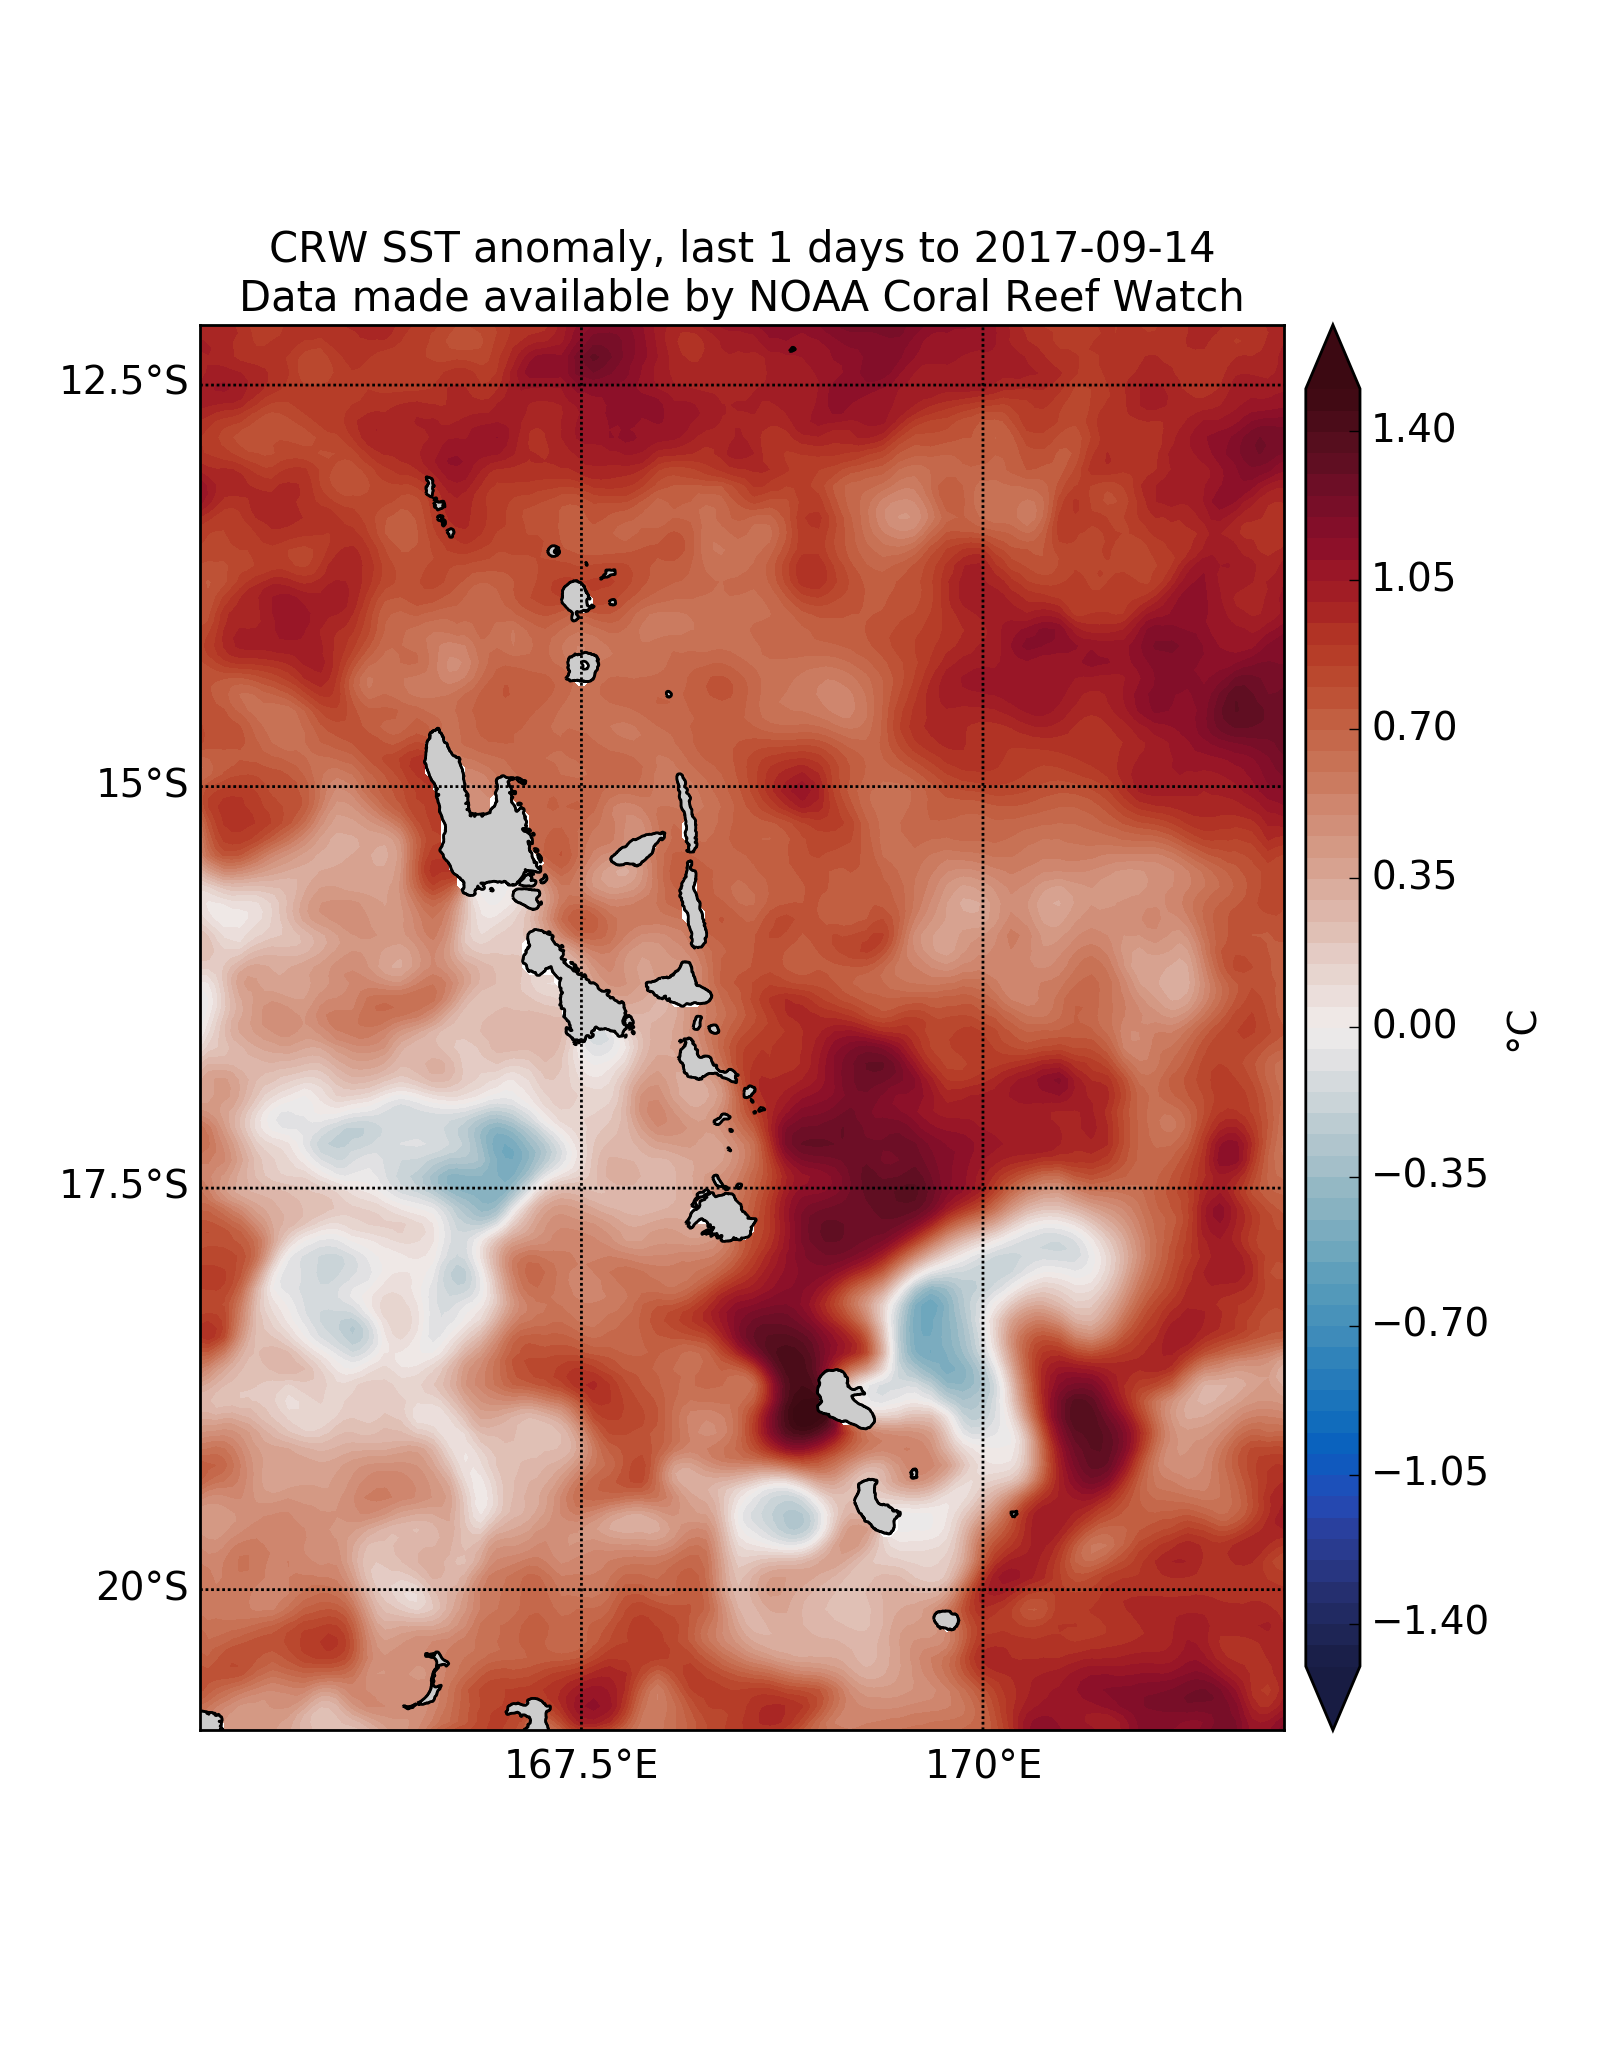 CRW SST anomaly, last 1 days to 2017-09-14
Data made available by NOAA Coral Reef Watch
12.5°S
15°S
17.5°S
20°S
167.5°E
170°E
1.40
1.05
0.70
0.35
0.00
−0.35
−0.70
−1.05
−1.40
°C